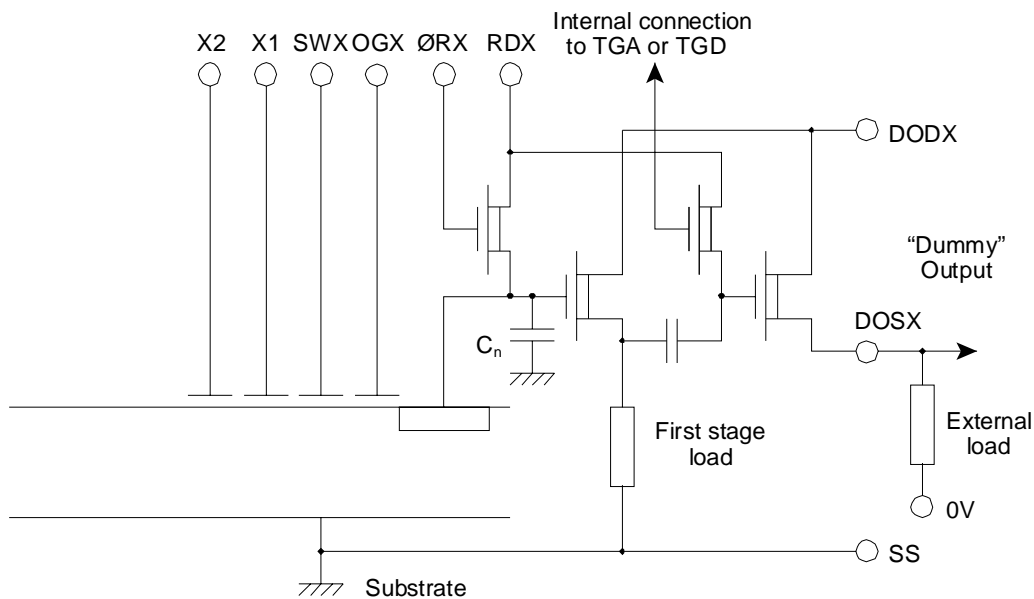 Internal connection
to TGA or TGD
X2 X1 SWX OGX ØRX RDX
DODX
“Dummy”
Output
DOSX
Cn
First stage
load
External
load
0V
SS
Substrate